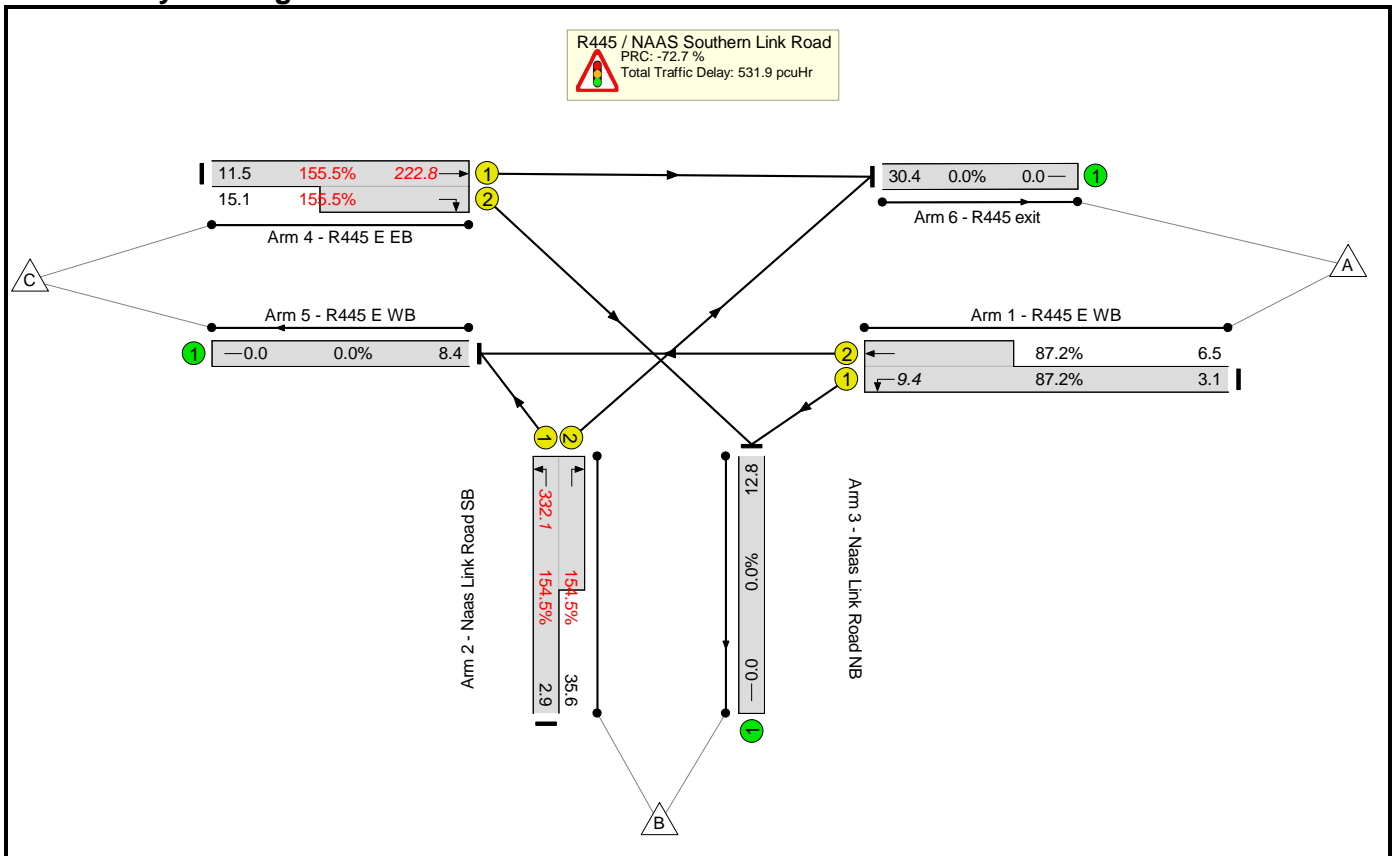 R445 / NAAS Southern Link Road
PRC: -72.7 %
Total Traffic Delay: 531.9 pcuHr
11.5 155.5% 222.8 1
15.1 155.5% 2
Arm 4 - R445 E EB
30.4 0.0% 0.0 1
Arm 6 - R445 exit
C
A
Arm 5 - R445 E WB
1 0.0 0.0% 8.4
Arm 1 - R445 E WB
2 87.2% 6.5
1 9.4 87.2% 3.1
1 2
Arm 2 - Naas Link Road SB
332.1 154.5% 2.9
154.5% 35.6
12.8 0.0% 0.0
1
Arm 3 - Naas Link Road NB
B